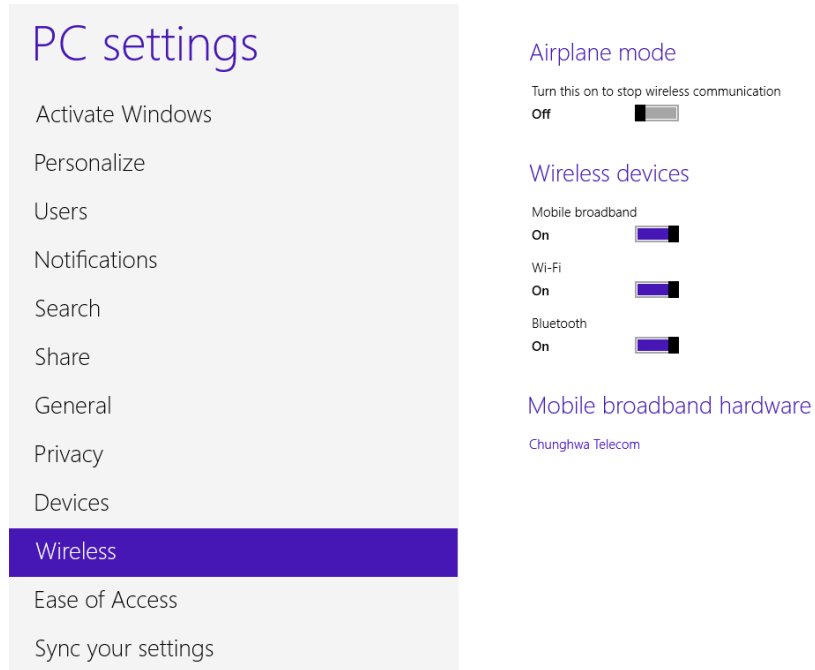 PC settings
Activate Windows
Personalize
Users
Notifications
Search
Share
General
Privacy
Devices
Wireless
Ease of Access
Sync your settings
Airplane mode
Turn this on to stop wireless communication
Off
Wireless devices
Mobile broadband
On
Wi-Fi
On
Bluetooth
On
Mobile broadband hardware
Chunghwa Telecom